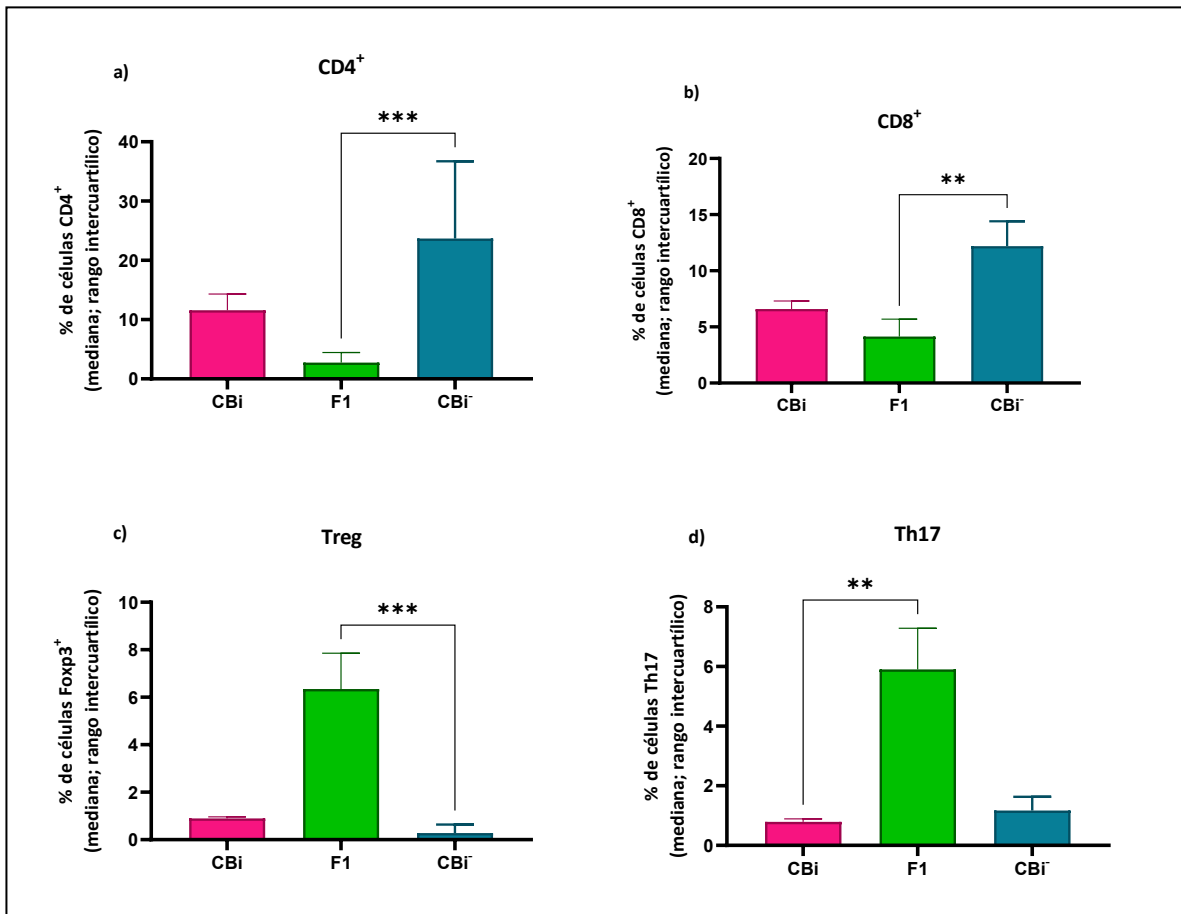 a)
CD4⁺
% de células CD4⁺
(mediana; rango intercuartílico)
40
30
20
10
0
***
CBi
F1
CBi⁻
b)
CD8⁺
% de células CD8⁺
(mediana; rango intercuartílico)
20
15
10
5
0
**
CBi
F1
CBi⁻
c)
Treg
% de células Foxp3⁺
(mediana; rango intercuartílico)
10
8
6
4
2
0
***
CBi
F1
CBi⁻
d)
Th17
% de células Th17
(mediana; rango intercuartílico)
8
6
4
2
0
**
CBi
F1
CBi⁻